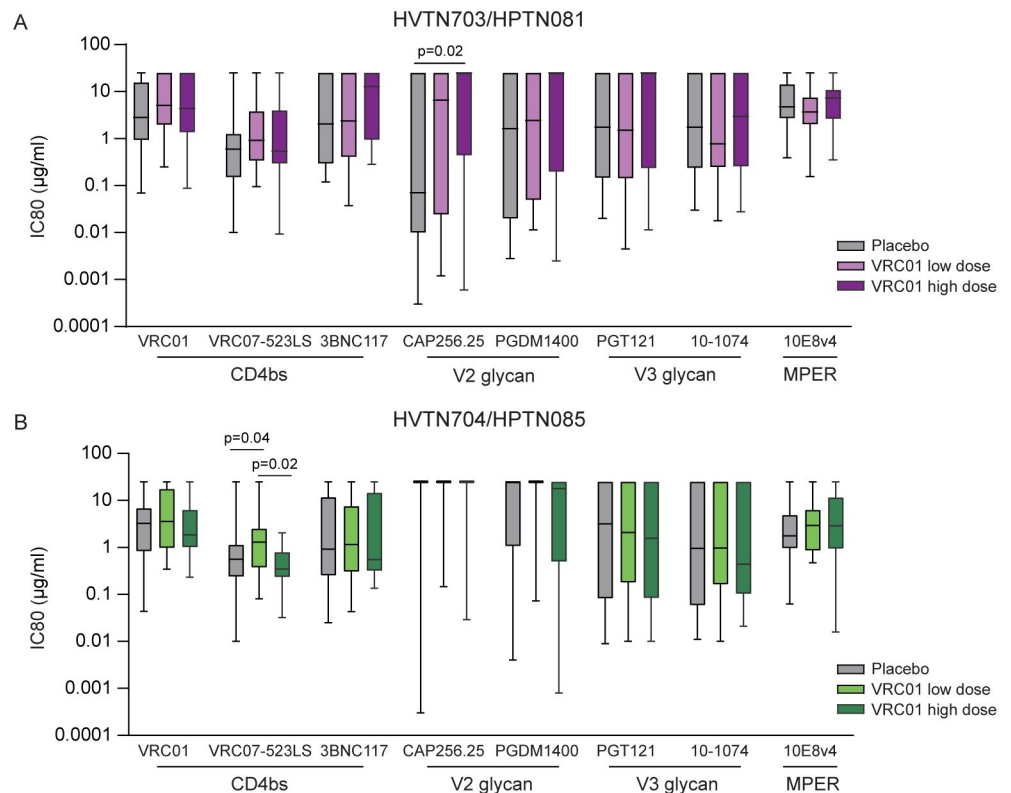 A
HVTN703/HPTN081
100
10
1
0.1
0.01
0.001
0.0001
IC80 (µg/ml)
p=0.02
Placebo
VRC01 low dose
VRC01 high dose
VRC01 VRC07-523LS 3BNC117 CAP256.25 PGDM1400 PGT121 10-1074 10E8v4
CD4bs V2 glycan V3 glycan MPER
B
HVTN704/HPTN085
100
10
1
0.1
0.01
0.001
0.0001
IC80 (µg/ml)
p=0.04
p=0.02
Placebo
VRC01 low dose
VRC01 high dose
VRC01 VRC07-523LS 3BNC117 CAP256.25 PGDM1400 PGT121 10-1074 10E8v4
CD4bs V2 glycan V3 glycan MPER